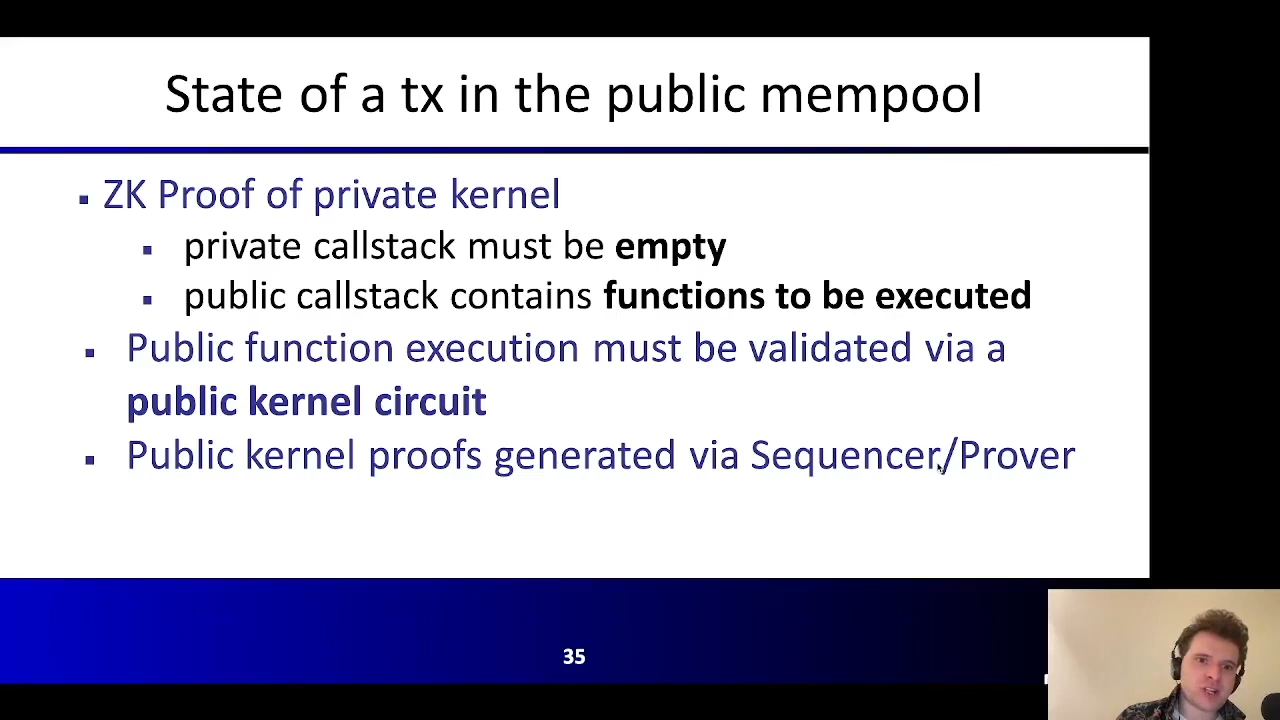 State of a tx in the public mempool
▪ ZK Proof of private kernel
▪ private callstack must be empty
▪ public callstack contains functions to be executed
▪ Public function execution must be validated via a
public kernel circuit
▪ Public kernel proofs generated via Sequencer/Prover
35